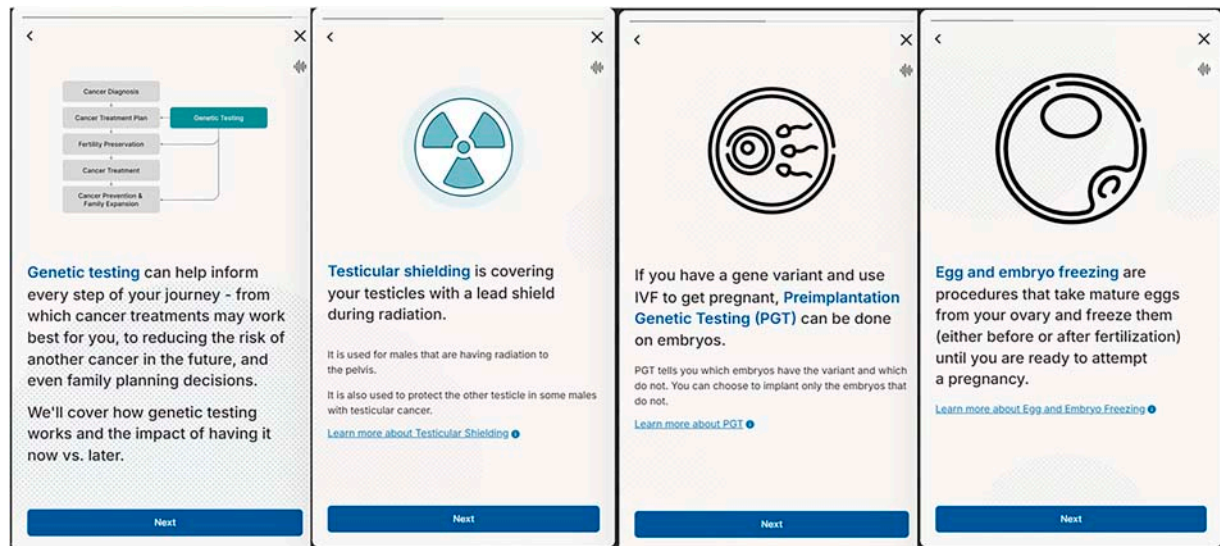 Cancer Diagnosis
Cancer Treatment Plan
Genetic Testing
Fertility Preservation
Cancer Treatment
Cancer Prevention &
Family Expansion
Genetic testing can help inform
every step of your journey - from
which cancer treatments may work
best for you, to reducing the risk of
another cancer in the future, and
even family planning decisions.
We'll cover how genetic testing
works and the impact of having it
now vs. later.
Next
Testicular shielding is covering
your testicles with a lead shield
during radiation.
It is used for males that are having radiation to
the pelvis.
It is also used to protect the other testicle in some males
with testicular cancer.
Learn more about Testicular Shielding
Next
If you have a gene variant and use
IVF to get pregnant, Preimplantation
Genetic Testing (PGT) can be done
on embryos.
PGT tells you which embryos have the variant and which
do not. You can choose to implant only the embryos that
do not.
Learn more about PGT
Next
Egg and embryo freezing are
procedures that take mature eggs
from your ovary and freeze them
(either before or after fertilization)
until you are ready to attempt
a pregnancy.
Learn more about Egg and Embryo Freezing
Next